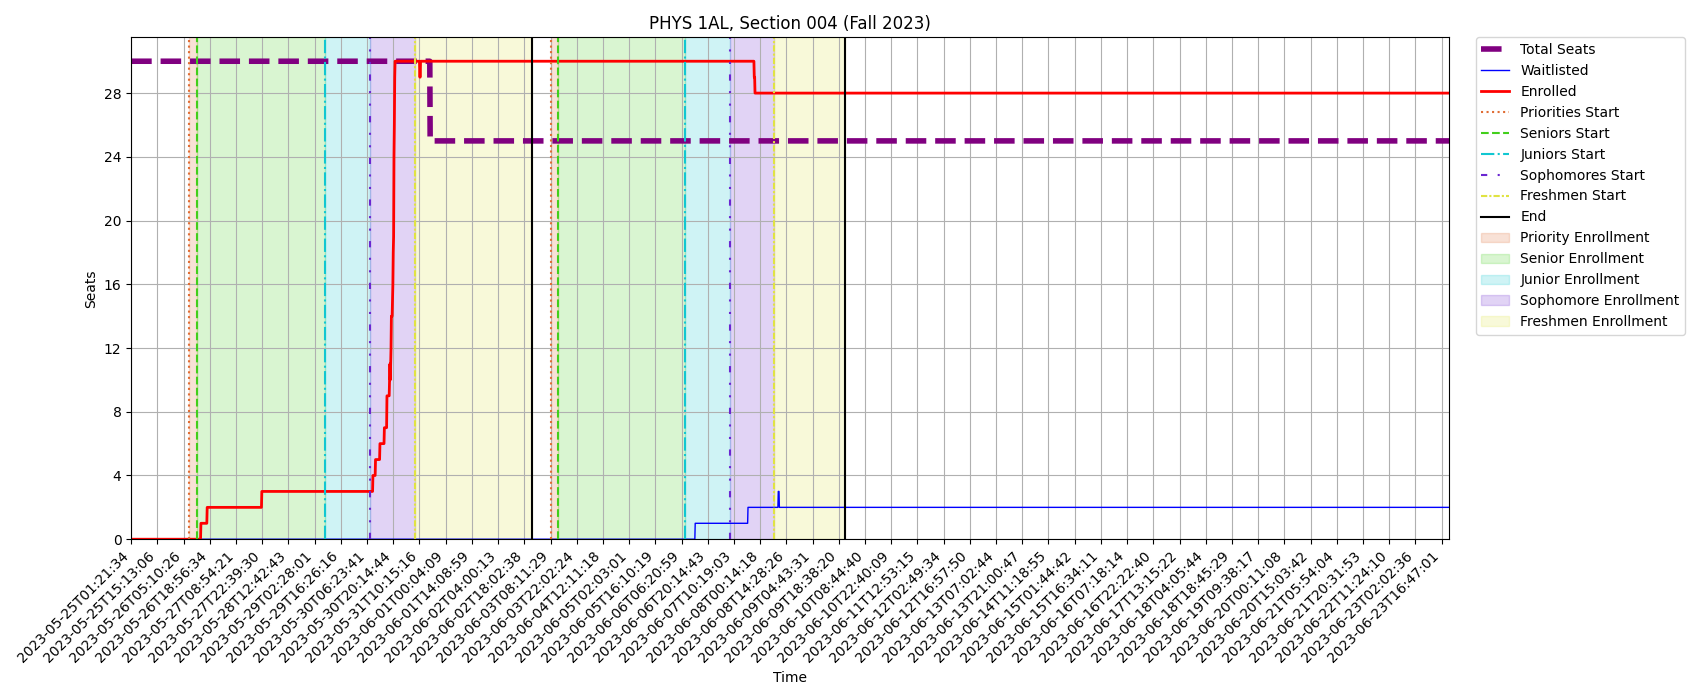 PHYS 1AL, Section 004 (Fall 2023)
Total Seats
Waitlisted
Enrolled
Priorities Start
Seniors Start
Juniors Start
Sophomores Start
Freshmen Start
End
Priority Enrollment
Senior Enrollment
Junior Enrollment
Sophomore Enrollment
Freshmen Enrollment
Seats
28
24
20
16
12
8
4
0
2023-05-25T01:21:34
2023-05-25T15:13:06
2023-05-26T05:10:26
2023-05-26T18:56:34
2023-05-27T08:54:21
2023-05-27T22:39:30
2023-05-28T12:42:43
2023-05-29T02:28:01
2023-05-29T16:26:16
2023-05-30T06:23:41
2023-05-30T20:14:44
2023-05-31T10:15:16
2023-06-01T00:04:09
2023-06-01T14:08:59
2023-06-02T04:00:13
2023-06-02T18:02:38
2023-06-03T08:11:29
2023-06-03T22:02:24
2023-06-04T12:11:18
2023-06-05T02:03:01
2023-06-05T16:10:19
2023-06-06T06:20:59
2023-06-06T20:14:43
2023-06-07T10:19:03
2023-06-08T00:14:18
2023-06-08T14:28:26
2023-06-09T04:43:31
2023-06-09T18:38:20
2023-06-10T08:44:40
2023-06-10T22:40:09
2023-06-11T12:53:15
2023-06-12T02:49:34
2023-06-12T16:57:50
2023-06-13T07:02:44
2023-06-13T21:00:47
2023-06-14T11:18:55
2023-06-15T01:44:42
2023-06-15T16:34:11
2023-06-16T07:18:14
2023-06-16T22:22:40
2023-06-17T13:15:22
2023-06-18T04:05:44
2023-06-18T18:45:29
2023-06-19T09:38:17
2023-06-20T00:11:08
2023-06-20T15:03:42
2023-06-21T05:54:04
2023-06-21T20:31:53
2023-06-22T11:24:10
2023-06-23T02:02:36
2023-06-23T16:47:01
Time